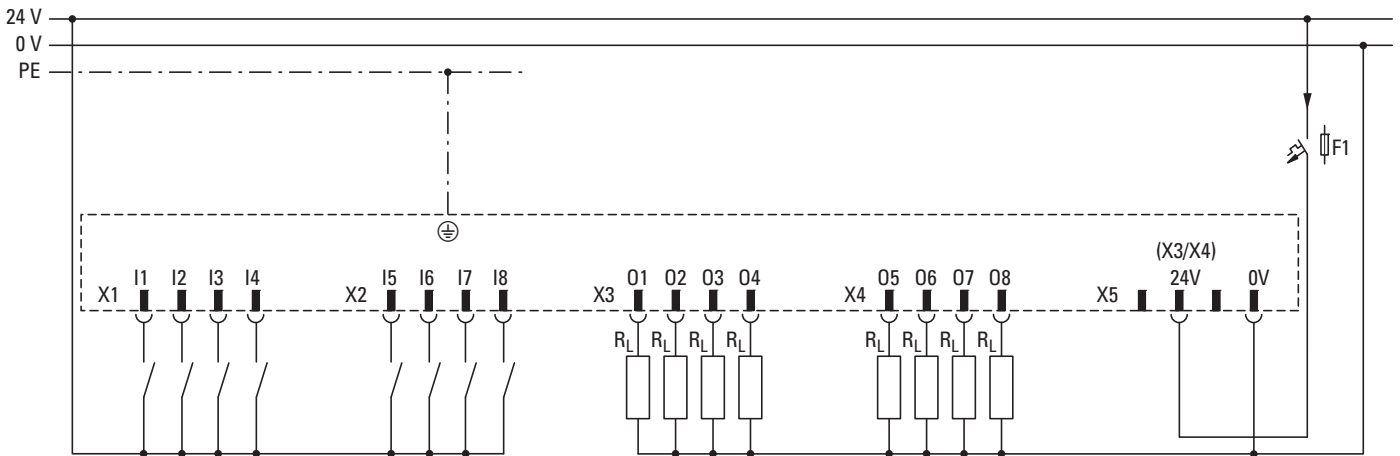 24 V
0 V
PE
F1
(X3/X4)
X1 I1 I2 I3 I4 X2 I5 I6 I7 I8 X3 O1 O2 O3 O4 X4 O5 O6 O7 O8 X5 24V 0V
RL RL RL RL RL RL RL RL